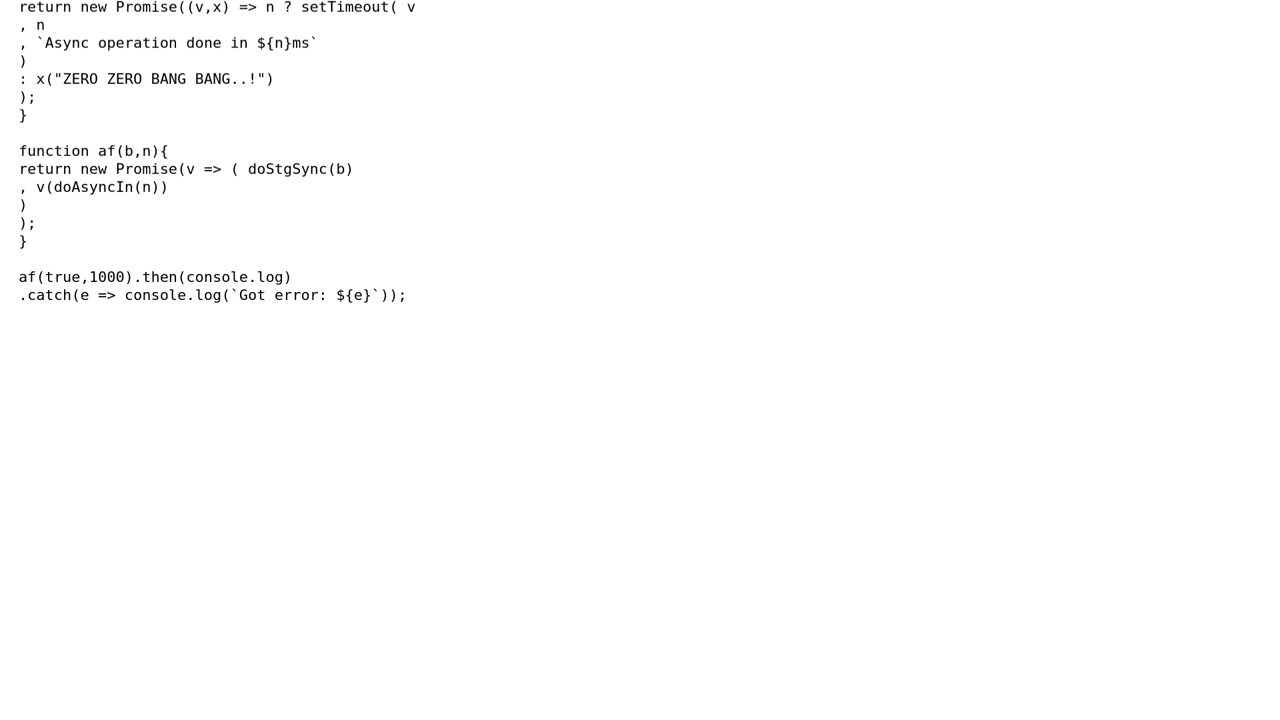 return new Promise((v,x) => n ? setTimeout( v
, n
, `Async operation done in ${n}ms`
)
: x("ZERO ZERO BANG BANG..!")
);
}

function af(b,n){
return new Promise(v => ( doStgSync(b)
, v(doAsyncIn(n))
)
);
}

af(true,1000).then(console.log)
.catch(e => console.log(`Got error: ${e}`));